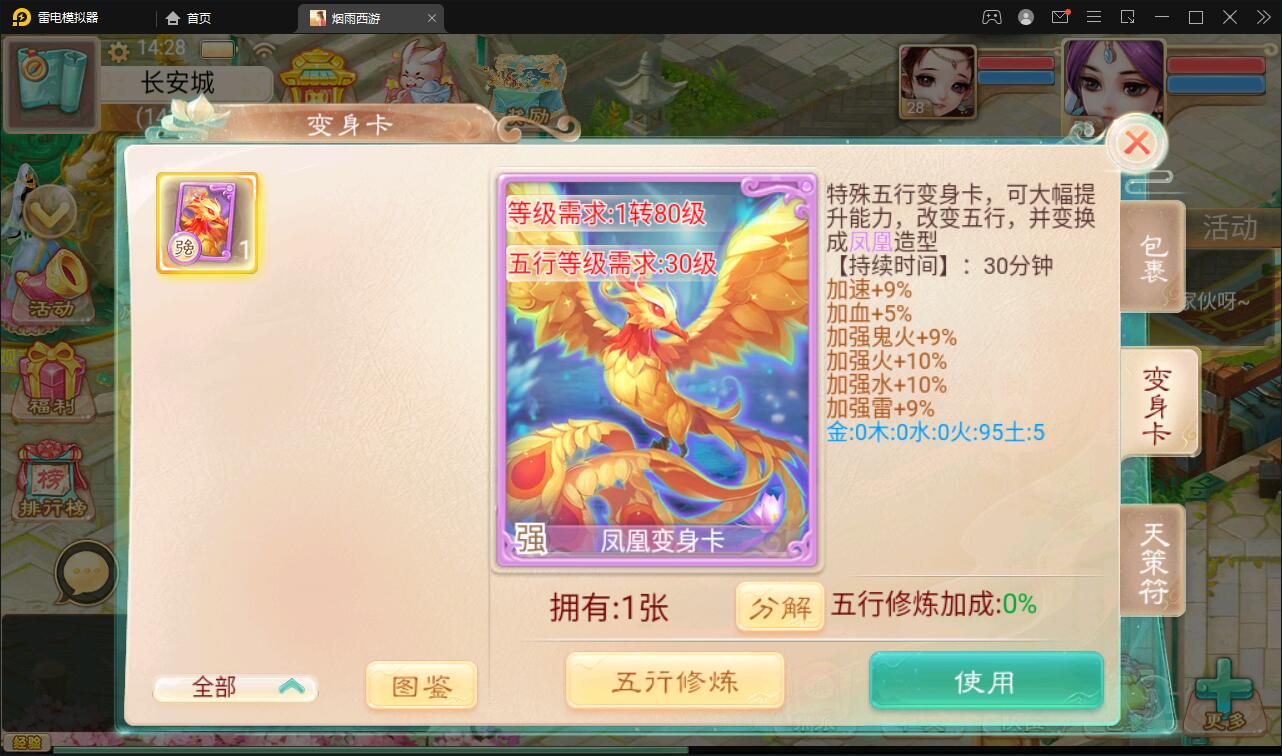 雷电模拟器
首页
烟雨西游
14:28
长安城
变身卡
28
等级需求:1转80级
五行等级需求:30级
强
1
强
凤凰变身卡
特殊五行变身卡，可大幅提
升能力，改变五行，并变换
成凤凰造型
【持续时间】：30分钟
加速+9%
加血+5%
加强鬼火+9%
加强火+10%
加强水+10%
加强雷+9%
金:0木:0水:0火:95土:5
拥有:1张
分解
五行修炼加成:0%
全部
图鉴
五行修炼
使用
包裹
变身卡
天策符
活动
家伙呀~
活动
福利
榜
排行榜
奖励
更多
经验